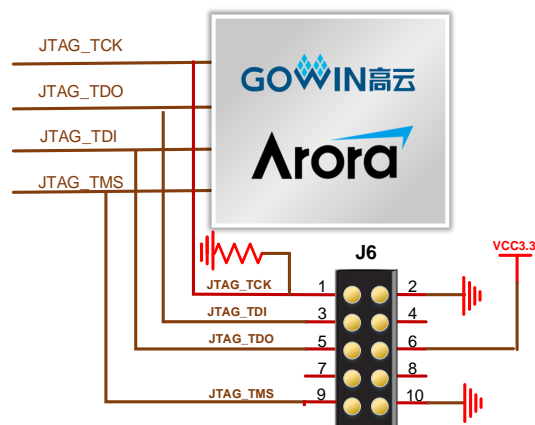 JTAG_TCK
JTAG_TDO
JTAG_TDI
JTAG_TMS
GOWIN高云
Arora
J6
VCC3.3
JTAG_TCK 1 2
JTAG_TDI 3 4
JTAG_TDO 5 6
7 8
JTAG_TMS 9 10